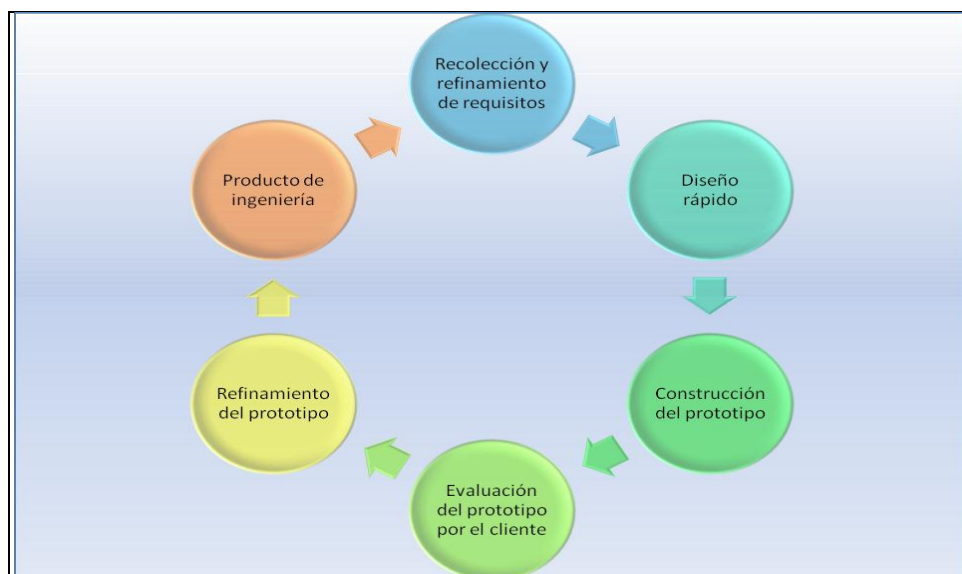 Recolección y
refinamiento
de requisitos
Diseño
rápido
Construcción
del prototipo
Evaluación
del prototipo
por el cliente
Refinamiento
del prototipo
Producto de
ingeniería